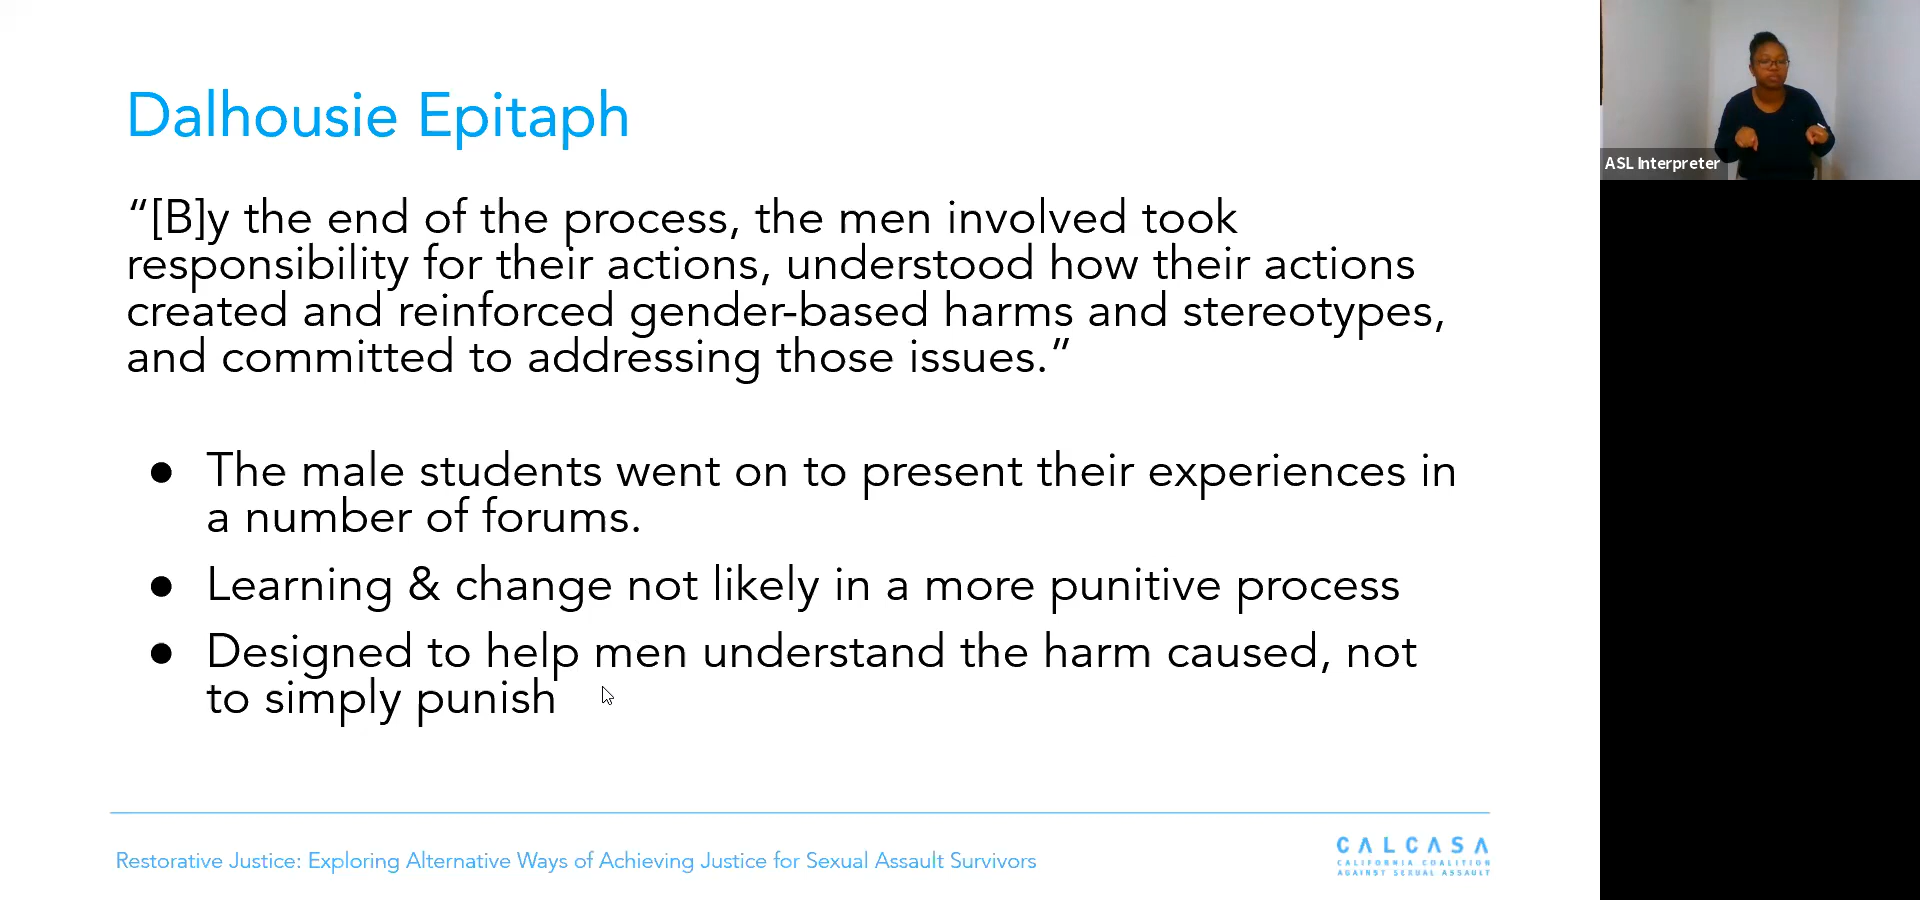 Dalhousie Epitaph
“[B]y the end of the process, the men involved took
responsibility for their actions, understood how their actions
created and reinforced gender-based harms and stereotypes,
and committed to addressing those issues.”
● The male students went on to present their experiences in
a number of forums.
● Learning & change not likely in a more punitive process
● Designed to help men understand the harm caused, not
to simply punish
Restorative Justice: Exploring Alternative Ways of Achieving Justice for Sexual Assault Survivors
CALCASA
CALIFORNIA COALITION
AGAINST SEXUAL ASSAULT
ASL Interpreter